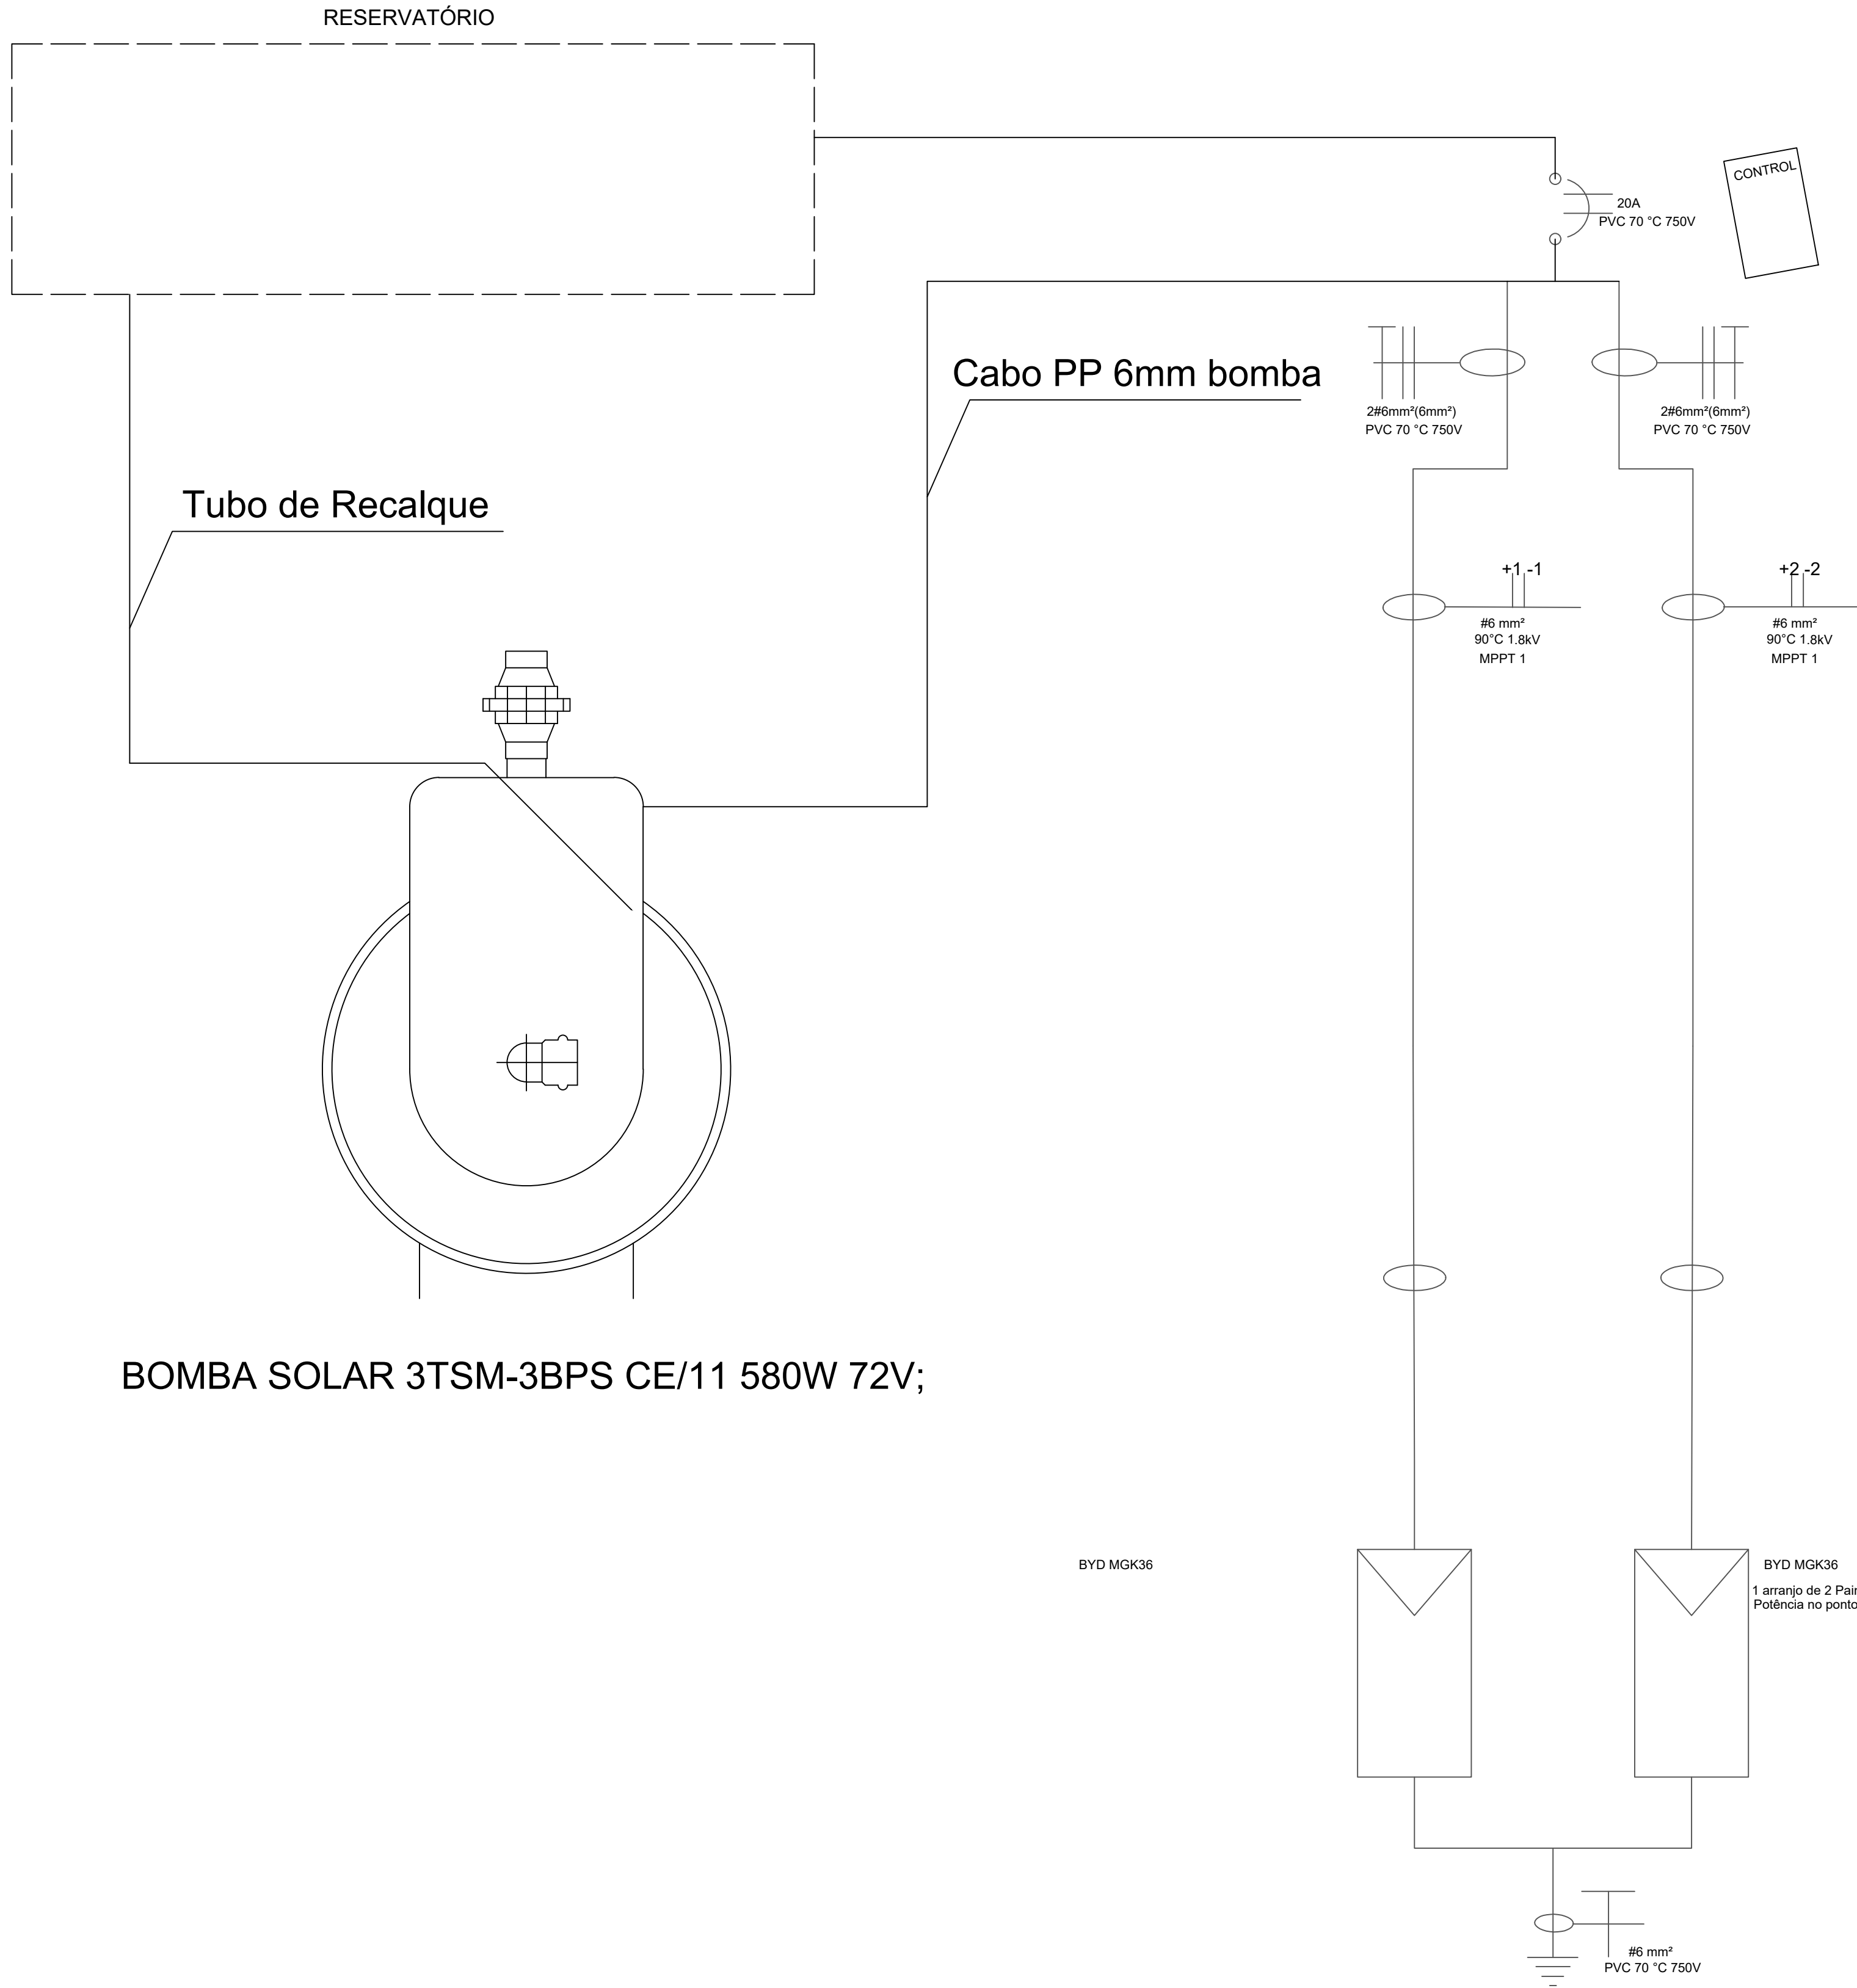 RESERVATÓRIO
CONTROL
20A
PVC 70 °C 750V
Cabo PP 6mm bomba
2#6mm²(6mm²)
PVC 70 °C 750V
2#6mm²(6mm²)
PVC 70 °C 750V
Tubo de Recalque
+1 -1
#6 mm²
90°C 1.8kV
MPPT 1
+2 -2
#6 mm²
90°C 1.8kV
MPPT 1
BOMBA SOLAR 3TSM-3BPS CE/11 580W 72V;
BYD MGK36
BYD MGK36
1 arranjo de 2 Pain
Potência no ponto
#6 mm²
PVC 70 °C 750V